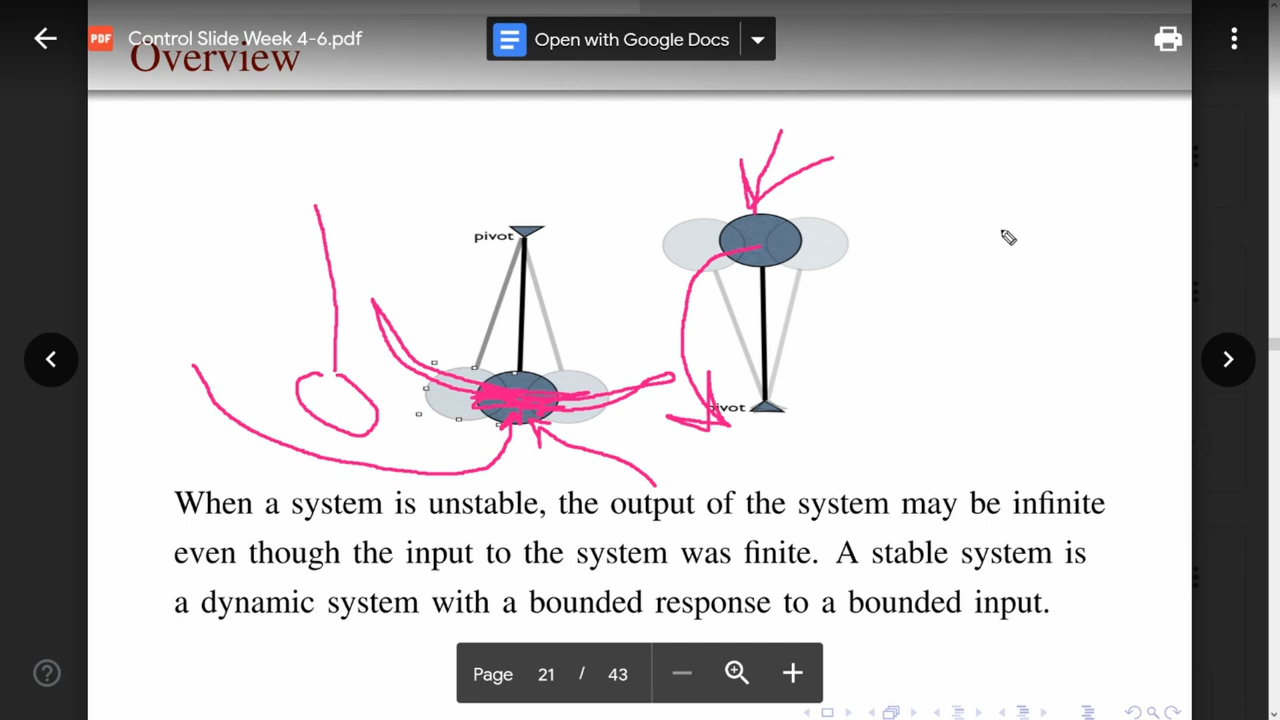 PDF Control Slide Week 4-6.pdf
Open with Google Docs
Overview
pivot
ivot
When a system is unstable, the output of the system may be infinite
even though the input to the system was finite. A stable system is
a dynamic system with a bounded response to a bounded input.
Page 21 / 43